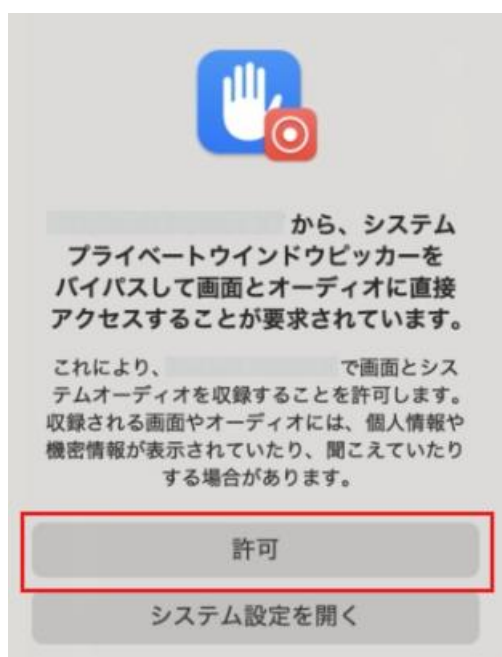 から、システム
プライベートウインドウピッカーを
バイパスして画面とオーディオに直接
アクセスすることが要求されています。
これにより、 で画面とシス
テムオーディオを収録することを許可します。
収録される画面やオーディオには、個人情報や
機密情報が表示されていたり、聞こえていたり
する場合があります。
許可
システム設定を開く